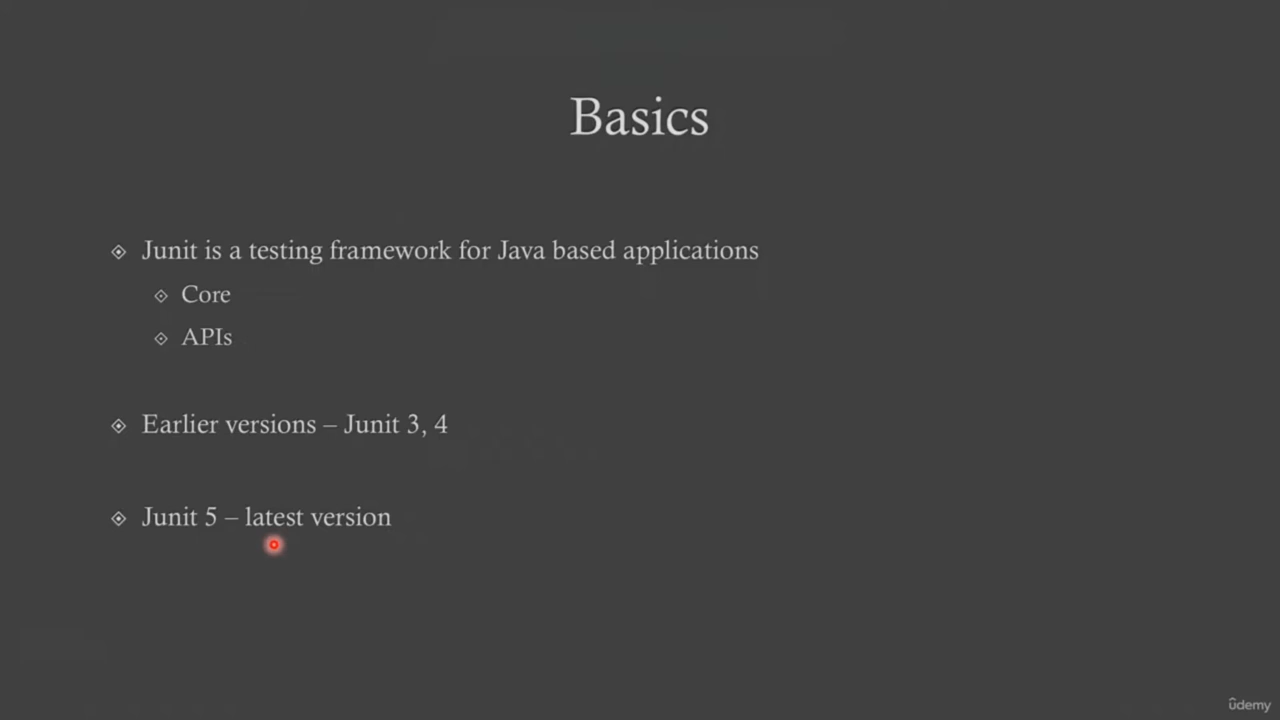 Basics
Junit is a testing framework for Java based applications
Core
APIs
Earlier versions – Junit 3, 4
Junit 5 – latest version
ûdemy